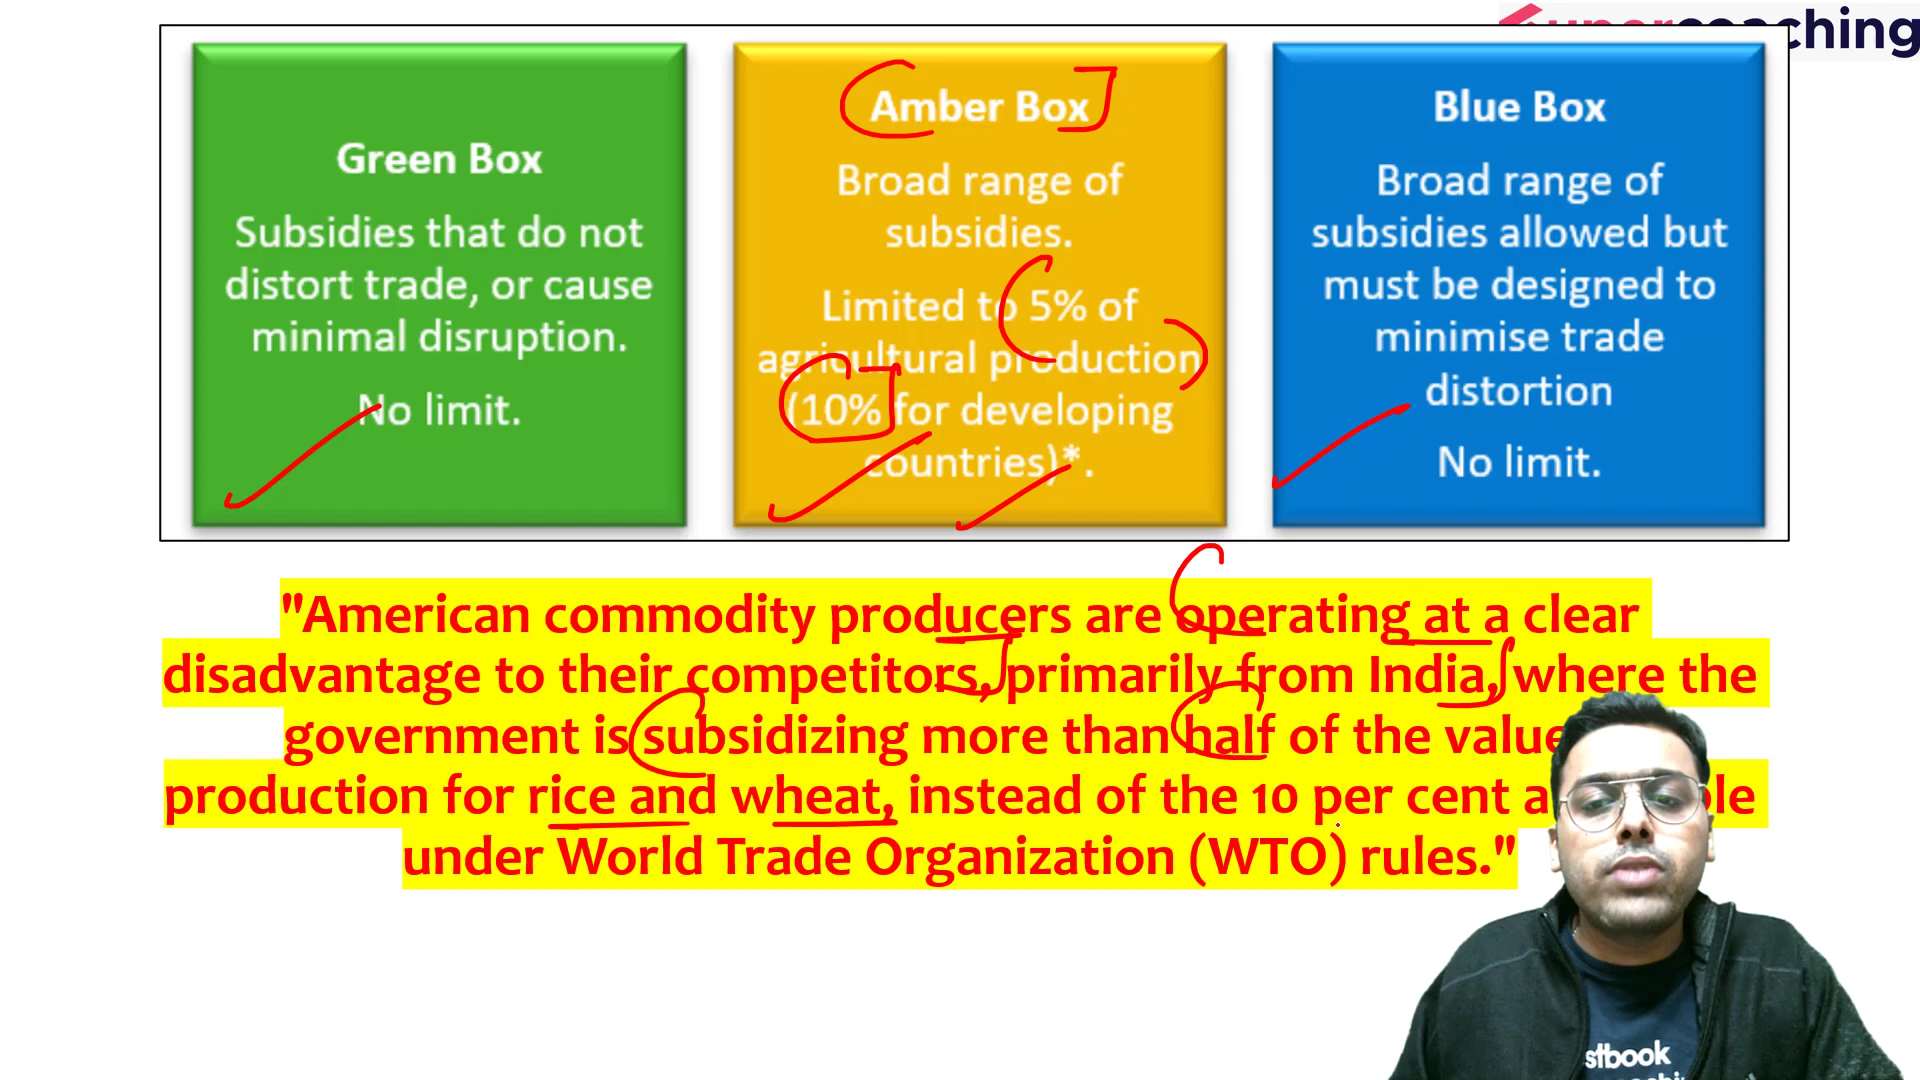 Supercoaching
Green Box
Subsidies that do not
distort trade, or cause
minimal disruption.
No limit.
Amber Box
Broad range of
subsidies.
Limited to 5% of
agricultural production
(10% for developing
countries)*.
Blue Box
Broad range of
subsidies allowed but
must be designed to
minimise trade
distortion
No limit.
"American commodity producers are operating at a clear
disadvantage to their competitors, primarily from India, where the
government is subsidizing more than half of the value
production for rice and wheat, instead of the 10 per cent
under World Trade Organization (WTO) rules."
stbook